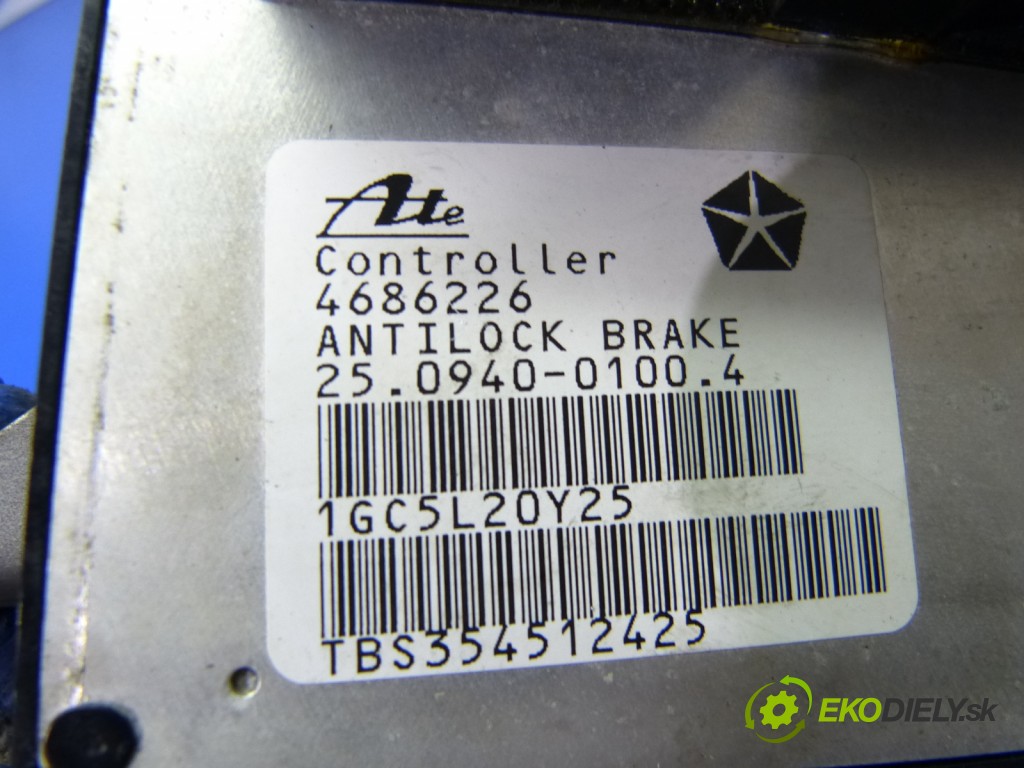 Ate
Controller
4686226
ANTILOCK BRAKE
25.0940-0100.4
1GC5L20Y25
TBS354512425
EKODIELY.sk